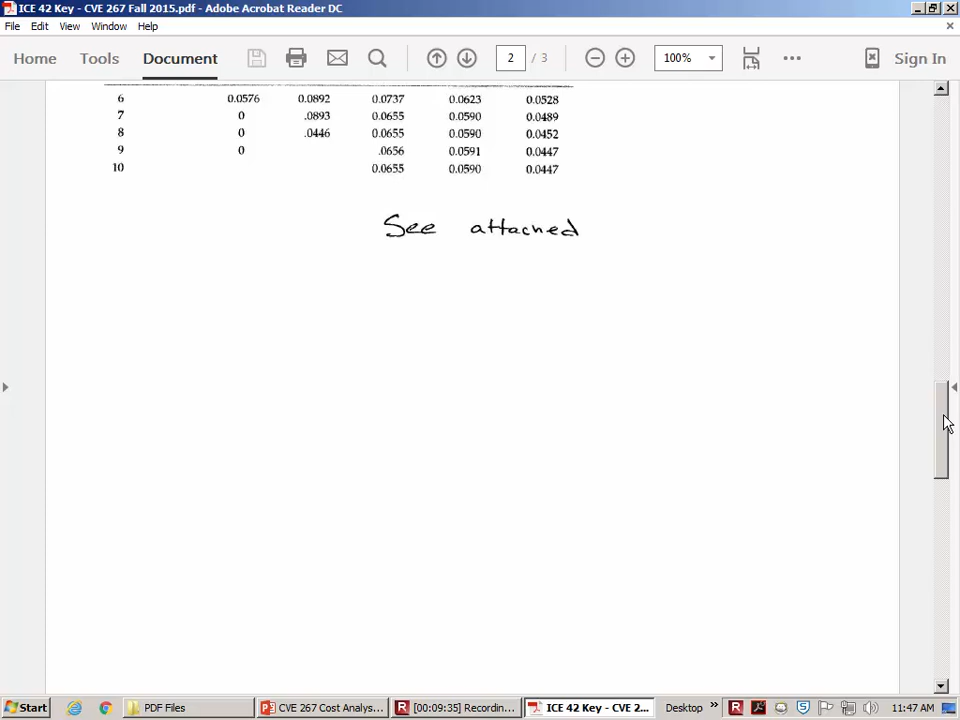 ICE 42 Key - CVE 267 Fall 2015.pdf - Adobe Acrobat Reader DC
File Edit View Window Help
Home Tools Document 2 / 3 100% Sign In
6 0.0576 0.0892 0.0737 0.0623 0.0528
7 0 .0893 0.0655 0.0590 0.0489
8 0 .0446 0.0655 0.0590 0.0452
9 0 .0656 0.0591 0.0447
10 0.0655 0.0590 0.0447
See attached
Start PDF Files CVE 267 Cost Analys... [00:09:35] Recordin... ICE 42 Key - CVE 2... Desktop 11:47 AM